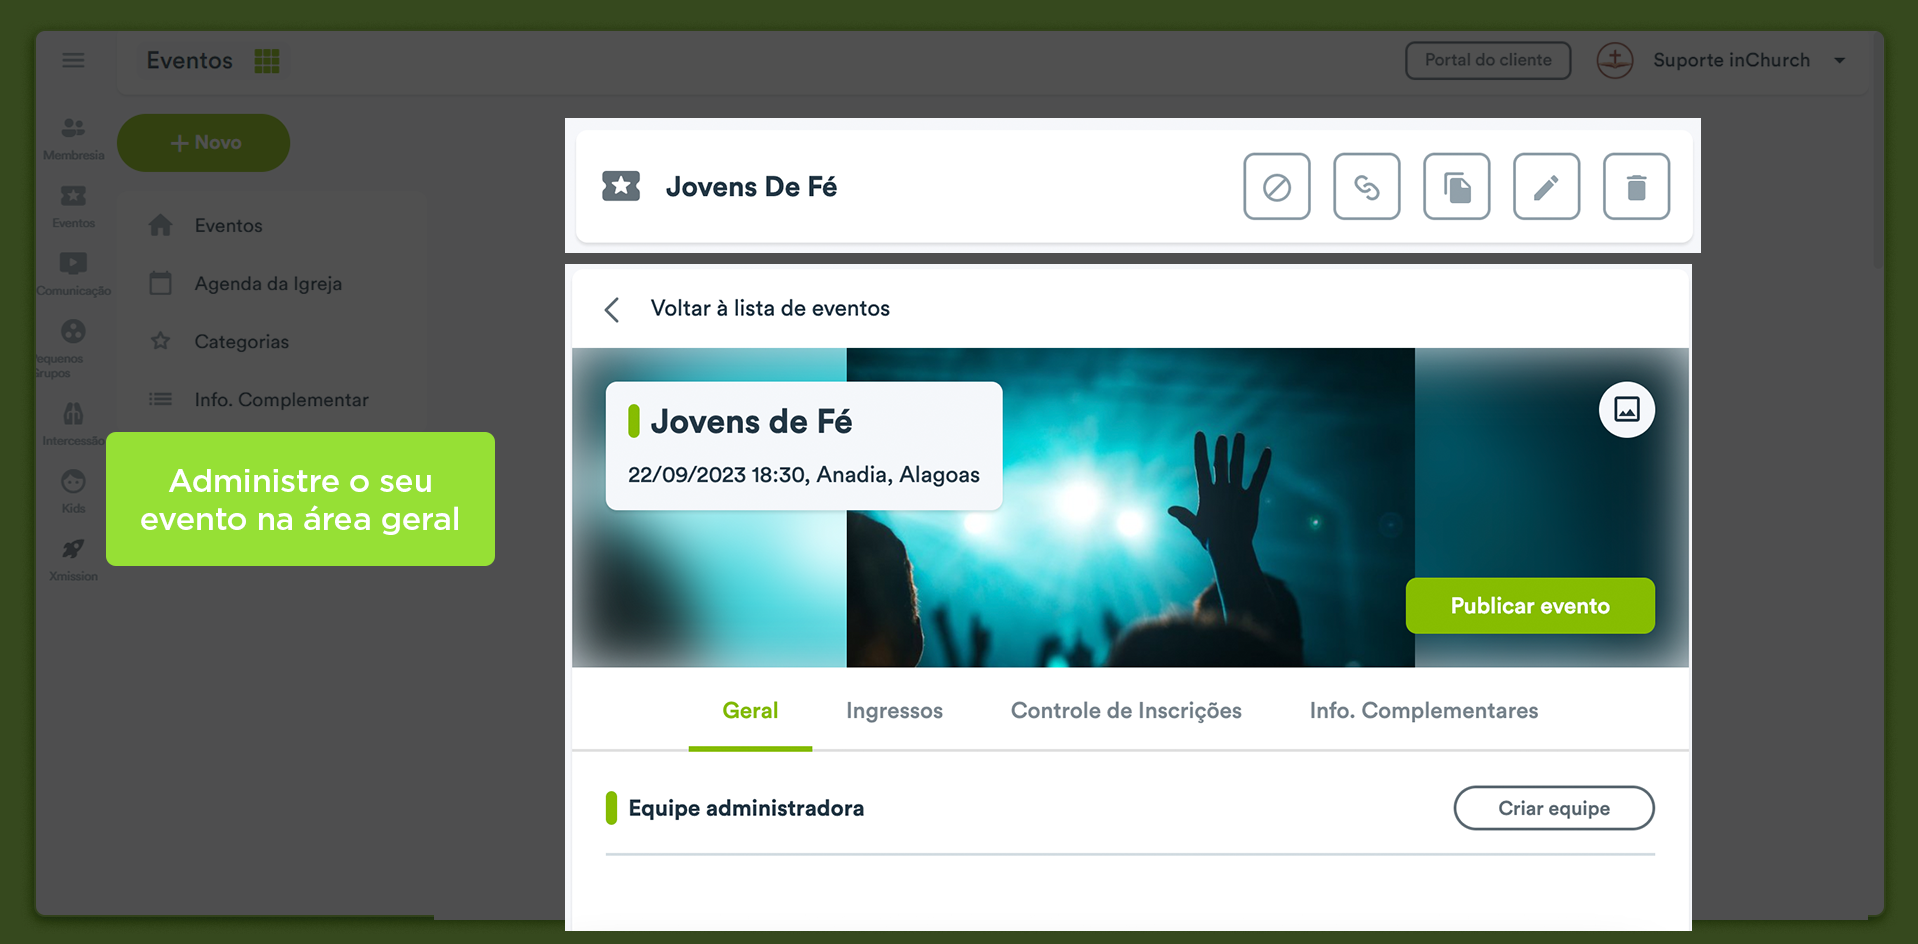 Eventos
Portal do cliente
Suporte inChurch
Membresia
Eventos
Comunicação
Pequenos
Grupos
Intercessão
Kids
Xmission
+ Novo
Eventos
Agenda da Igreja
Categorias
Info. Complementar
Administre o seu
evento na área geral
Jovens De Fé
Voltar à lista de eventos
Jovens de Fé
22/09/2023 18:30, Anadia, Alagoas
Publicar evento
Geral
Ingressos
Controle de Inscrições
Info. Complementares
Equipe administradora
Criar equipe